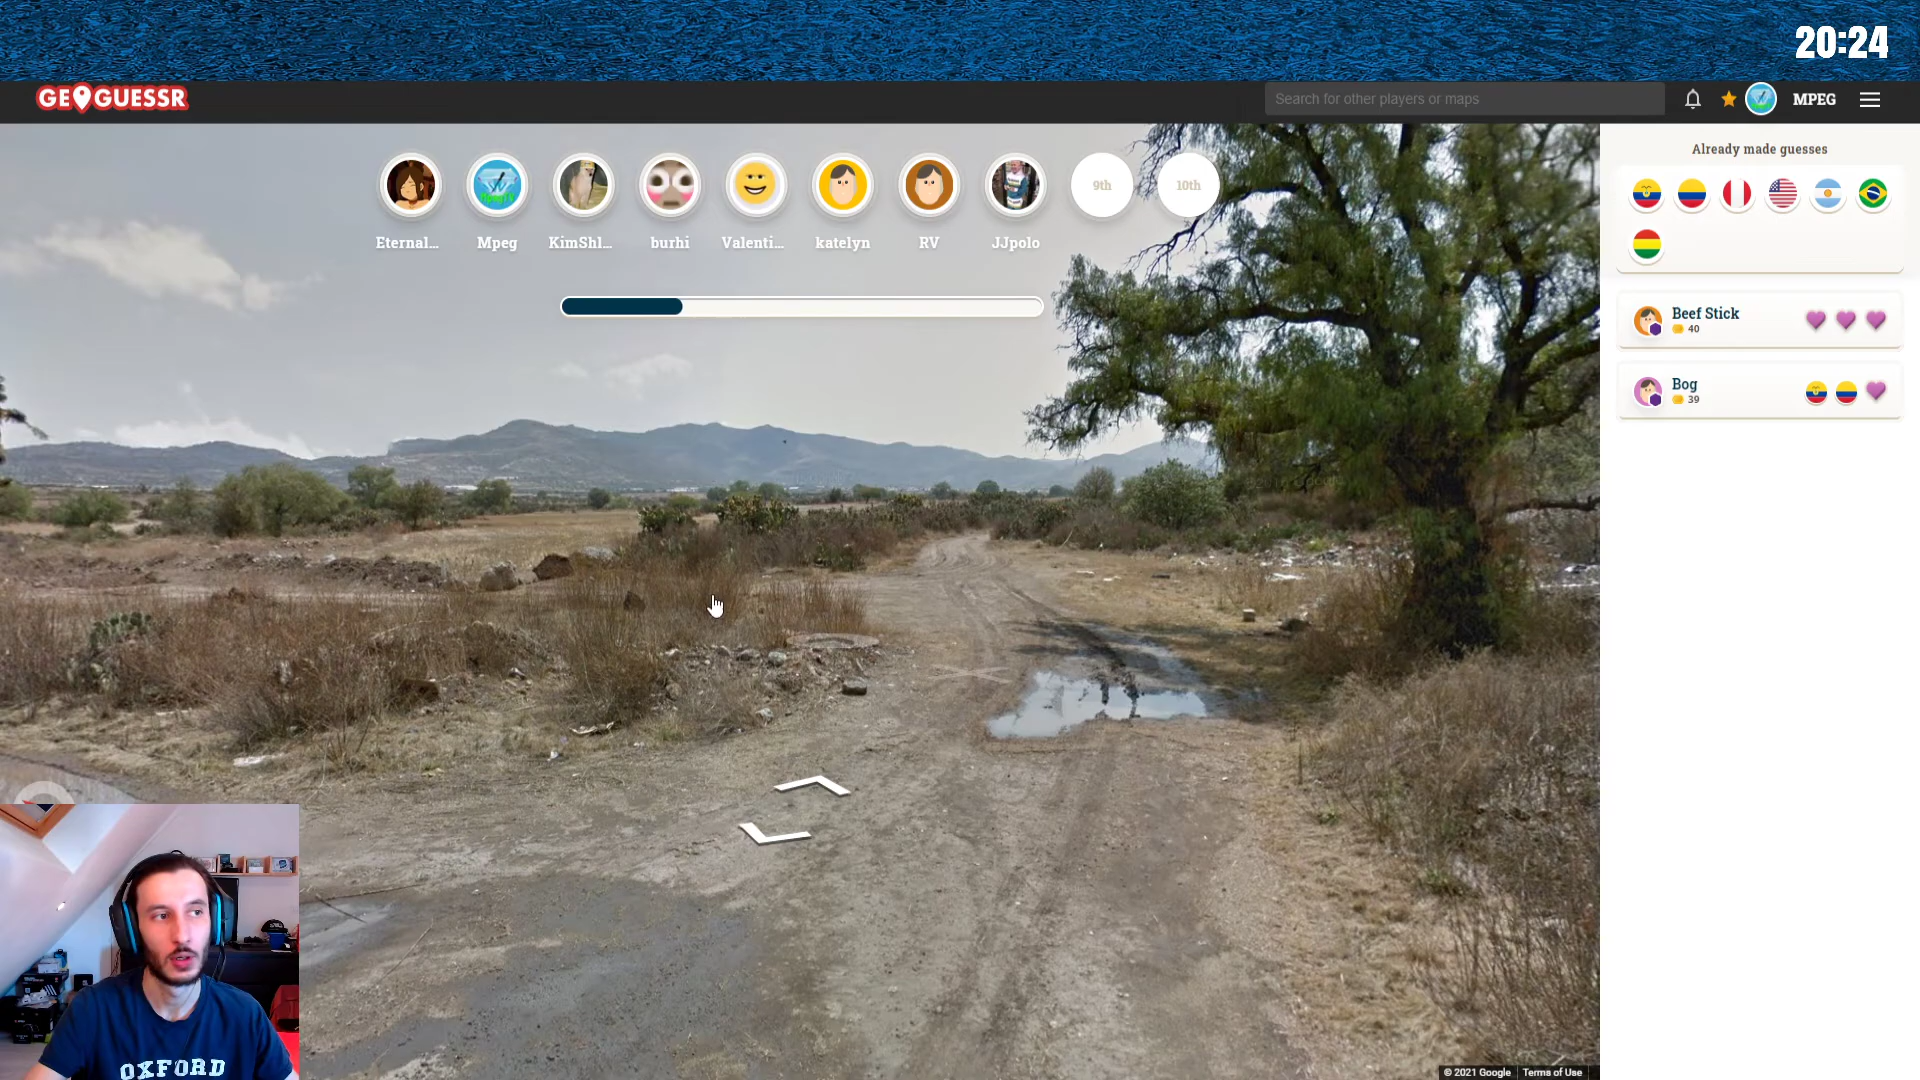 20:24
GEOGUESSR
Search for other players or maps
MPEG
Already made guesses
9th
10th
Eternal...
Mpeg
KimShl...
burhi
Valenti...
katelyn
RV
JJpolo
Beef Stick
40
Bog
39
OXFORD
© 2021 Google
Terms of Use